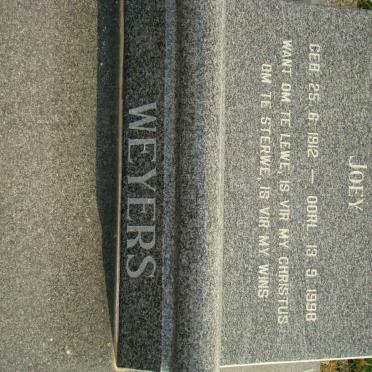 JOEY
GEB. 25. 6. 1912 — OORL. 13. 9. 1998
WANT OM TE LEWE, IS VIR MY CHRISTUS
OM TE STERWE, IS VIR MY WINS
WEYERS